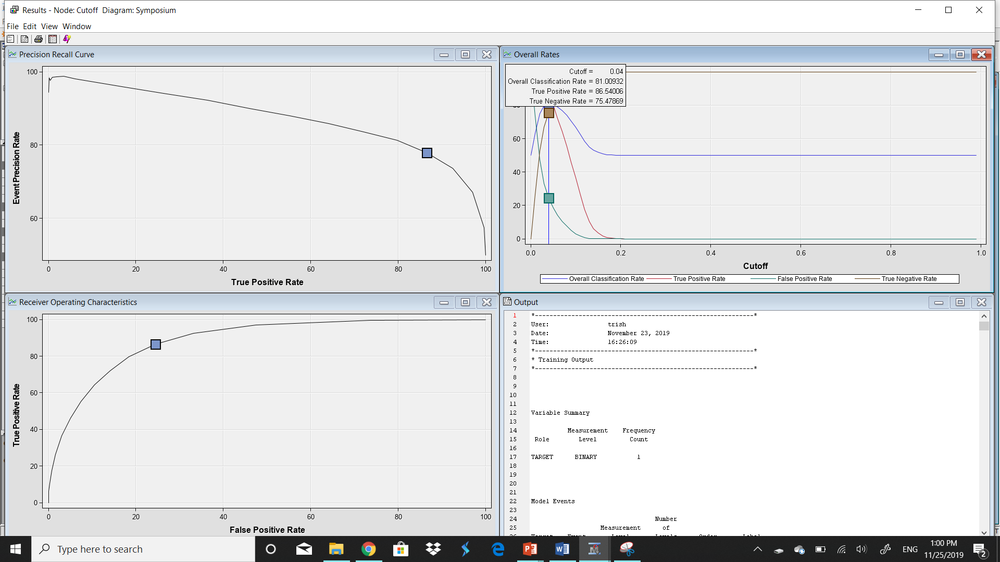 Results - Node: Cutoff  Diagram: Symposium
File Edit View Window
Precision Recall Curve
100
80
60
Event Precision Rate
0 20 40 60 80 100
True Positive Rate
Overall Rates
Cutoff = 0.04
Overall Classification Rate = 81.00932
True Positive Rate = 86.54006
True Negative Rate = 75.47869
60
40
20
0
0.0 0.2 0.4 0.6 0.8 1.0
Cutoff
Overall Classification Rate True Positive Rate False Positive Rate True Negative Rate
Receiver Operating Characteristics
100
80
60
40
20
0
True Positive Rate
0 20 40 60 80 100
False Positive Rate
Output
1 *------------------------------------------------------------*
2 User: trish
3 Date: November 23, 2019
4 Time: 16:26:09
5 *------------------------------------------------------------*
6 * Training Output
7 *------------------------------------------------------------*
8
9
10
11
12 Variable Summary
13
14 Measurement Frequency
15 Role Level Count
16
17 TARGET BINARY 1
18
19
20
21
22 Model Events
23
24 Number
25 Measurement of
Type here to search
ENG
1:00 PM
11/25/2019
2